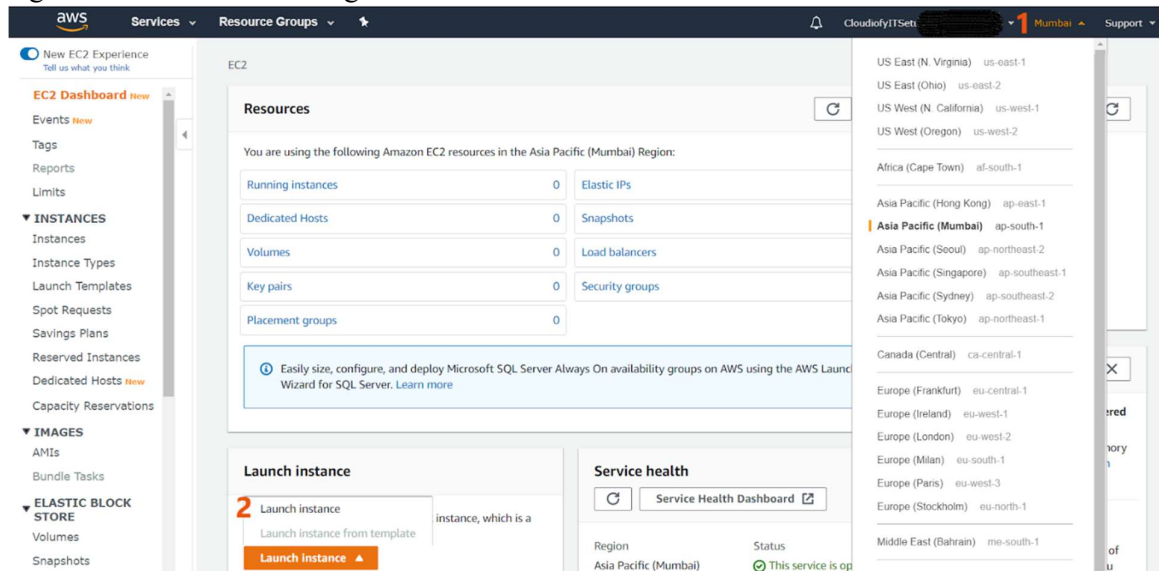 aws Services Resource Groups CloudiofyITSetu 1 Mumbai Support
New EC2 Experience
Tell us what you think
EC2 Dashboard New
Events New
Tags
Reports
Limits
INSTANCES
Instances
Instance Types
Launch Templates
Spot Requests
Savings Plans
Reserved Instances
Dedicated Hosts New
Capacity Reservations
IMAGES
AMIs
Bundle Tasks
ELASTIC BLOCK
STORE
Volumes
Snapshots
EC2
Resources
You are using the following Amazon EC2 resources in the Asia Pacific (Mumbai) Region:
Running instances 0 Elastic IPs
Dedicated Hosts 0 Snapshots
Volumes 0 Load balancers
Key pairs 0 Security groups
Placement groups 0
Easily size, configure, and deploy Microsoft SQL Server Always On availability groups on AWS using the AWS Launc
Wizard for SQL Server. Learn more
Launch instance
2 Launch instance
instance, which is a
Launch instance from template
Launch instance
Service health
Service Health Dashboard
Region Status
Asia Pacific (Mumbai) This service is op
US East (N. Virginia) us-east-1
US East (Ohio) us-east-2
US West (N. California) us-west-1
US West (Oregon) us-west-2
Africa (Cape Town) af-south-1
Asia Pacific (Hong Kong) ap-east-1
Asia Pacific (Mumbai) ap-south-1
Asia Pacific (Seoul) ap-northeast-2
Asia Pacific (Singapore) ap-southeast-1
Asia Pacific (Sydney) ap-southeast-2
Asia Pacific (Tokyo) ap-northeast-1
Canada (Central) ca-central-1
Europe (Frankfurt) eu-central-1
Europe (Ireland) eu-west-1
Europe (London) eu-west-2
Europe (Milan) eu-south-1
Europe (Paris) eu-west-3
Europe (Stockholm) eu-north-1
Middle East (Bahrain) me-south-1
ered
nory
of